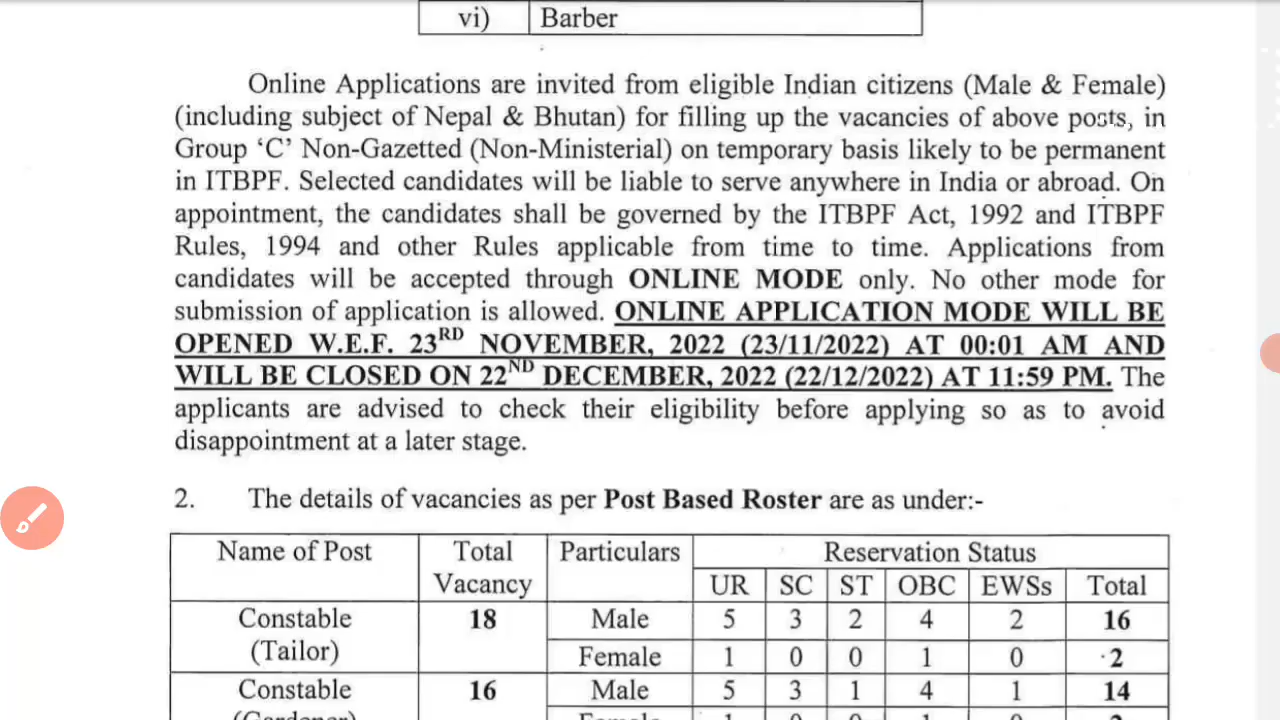 vi) Barber
Online Applications are invited from eligible Indian citizens (Male & Female)
(including subject of Nepal & Bhutan) for filling up the vacancies of above posts, in
Group ‘C’ Non-Gazetted (Non-Ministerial) on temporary basis likely to be permanent
in ITBPF. Selected candidates will be liable to serve anywhere in India or abroad. On
appointment, the candidates shall be governed by the ITBPF Act, 1992 and ITBPF
Rules, 1994 and other Rules applicable from time to time. Applications from
candidates will be accepted through ONLINE MODE only. No other mode for
submission of application is allowed. ONLINE APPLICATION MODE WILL BE
OPENED W.E.F. 23RD NOVEMBER, 2022 (23/11/2022) AT 00:01 AM AND
WILL BE CLOSED ON 22ND DECEMBER, 2022 (22/12/2022) AT 11:59 PM. The
applicants are advised to check their eligibility before applying so as to avoid
disappointment at a later stage.
2. The details of vacancies as per Post Based Roster are as under:-
Name of Post Total Particulars Reservation Status
Vacancy UR SC ST OBC EWSs Total
Constable 18 Male 5 3 2 4 2 16
(Tailor) Female 1 0 0 1 0 2
Constable 16 Male 5 3 1 4 1 14
(Gardener) Female 1 0 0 1 0 2